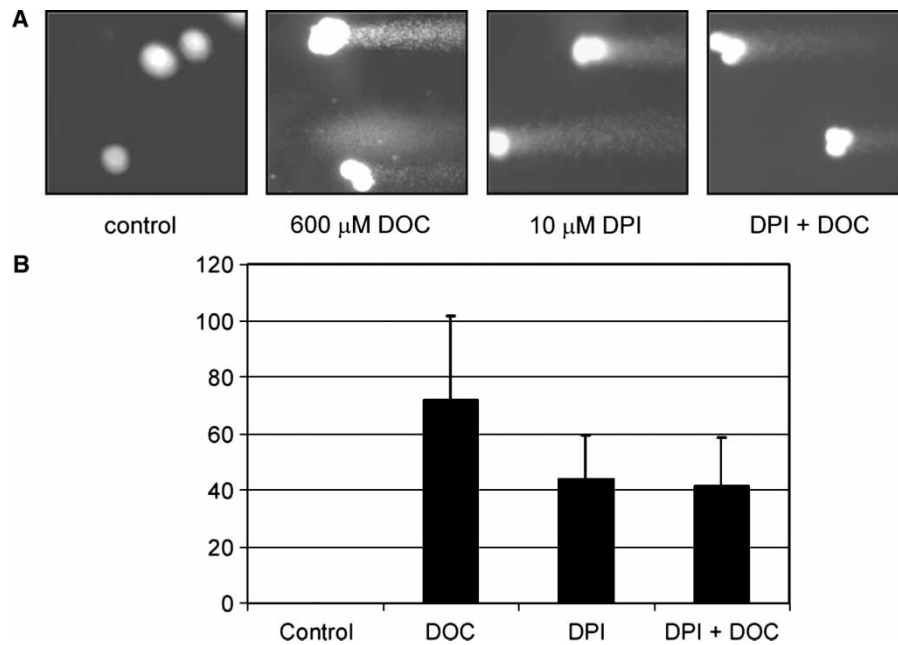 A
control
600 μM DOC
10 μM DPI
DPI + DOC
B
120
100
80
60
40
20
0
Control
DOC
DPI
DPI + DOC